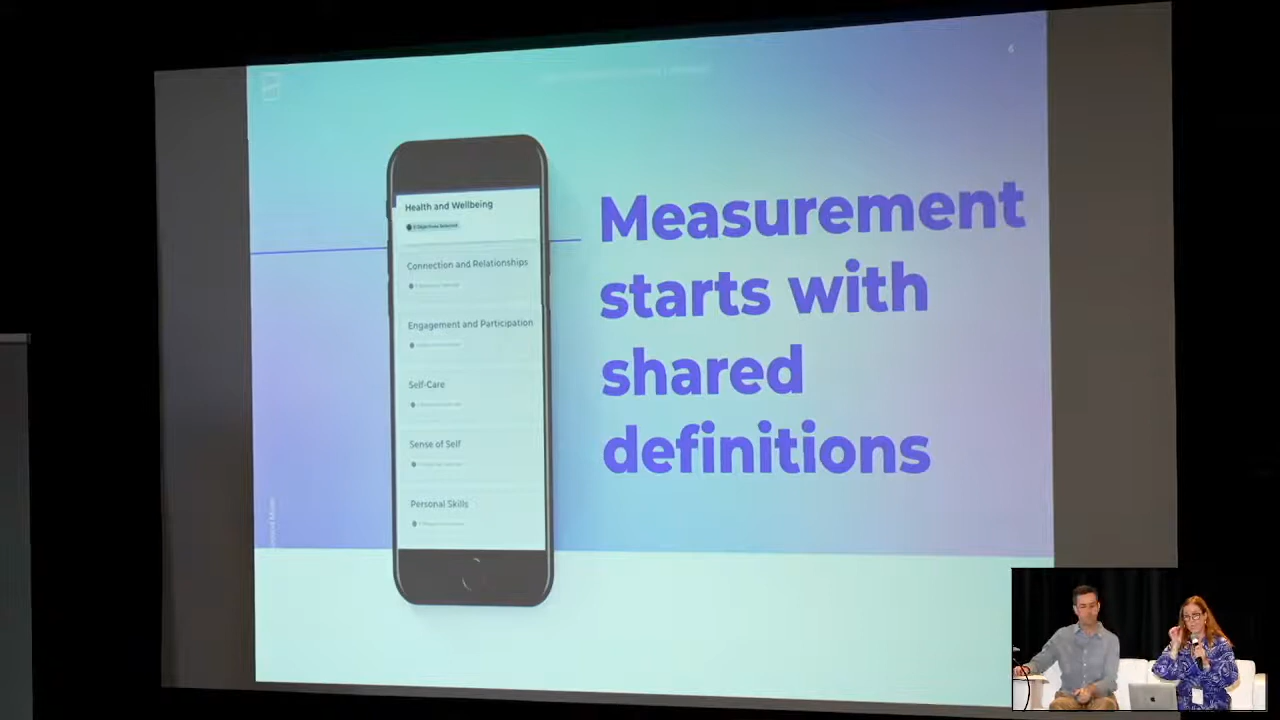 6
Measurement
starts with
shared
definitions
Health and Wellbeing
Connection and Relationships
Engagement and Participation
Self-Care
Sense of Self
Personal Skills